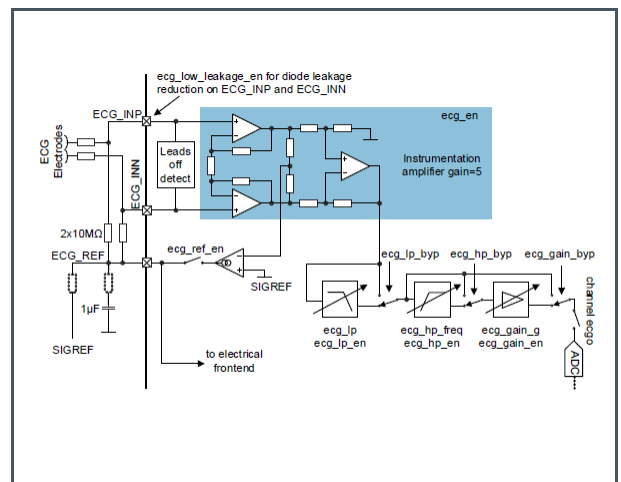 ecg_low_leakage_en for diode leakage
reduction on ECG_INP and ECG_INN
ECG_INP
ecg_en
ECG
Electrodes
Leads
off
detect
Instrumentation
amplifier gain=5
ECG_INN
2x10MΩ
ECG_REF
ecg_ref_en
SIGREF
ecg_lp_byp
ecg_hp_byp
ecg_gain_byp
1µF
SIGREF
to electrical
frontend
ecg_lp
ecg_lp_en
ecg_hp_freq
ecg_hp_en
ecg_gain_g
ecg_gain_en
channel ecgo
ADC
+
-
-
+
+
-
-
+